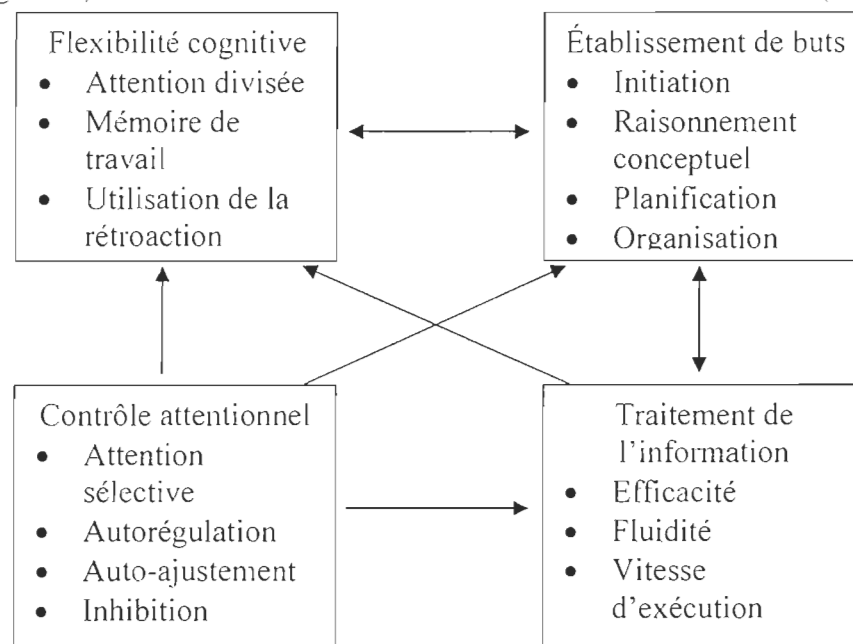 Flexibilité cognitive
• Attention divisée
• Mémoire de
travail
• Utilisation de la
rétroaction
Établissement de buts
• Initiation
• Raisonnement
conceptuel
• Planification
• Organisation
Contrôle attentionnel
• Attention
sélective
• Autorégulation
• Auto-ajustement
• Inhibition
Traitement de
l'information
• Efficacité
• Fluidité
• Vitesse
d'exécution